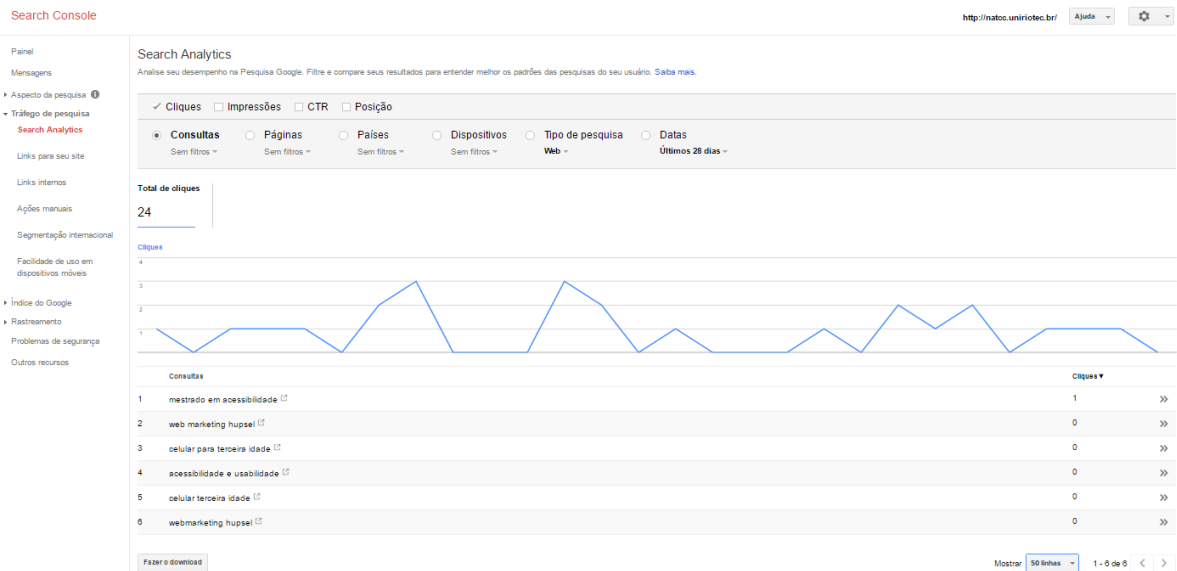 Search Console
http://natcc.uniriotec.br/ Ajuda
Painel
Mensagens
Aspecto da pesquisa
Tráfego de pesquisa
Search Analytics
Links para seu site
Links internos
Ações manuais
Segmentação internacional
Facilidade de uso em
dispositivos móveis
Índice do Google
Rastreamento
Problemas de segurança
Outros recursos
Search Analytics
Analise seu desempenho na Pesquisa Google. Filtre e compare seus resultados para entender melhor os padrões das pesquisas do seu usuário. Saiba mais.
Cliques Impressões CTR Posição
Consultas Páginas Países Dispositivos Tipo de pesquisa Datas
Sem filtros Sem filtros Sem filtros Sem filtros Web Últimos 28 dias
Total de cliques
24
Cliques
4
3
2
1
Consultas Cliques▼
1 mestrado em acessibilidade 1 »
2 web marketing hupsel 0 »
3 celular para terceira idade 0 »
4 acessibilidade e usabilidade 0 »
5 celular terceira idade 0 »
6 webmarketing hupsel 0 »
Fazer o download Mostrar 50 linhas 1 - 6 de 6